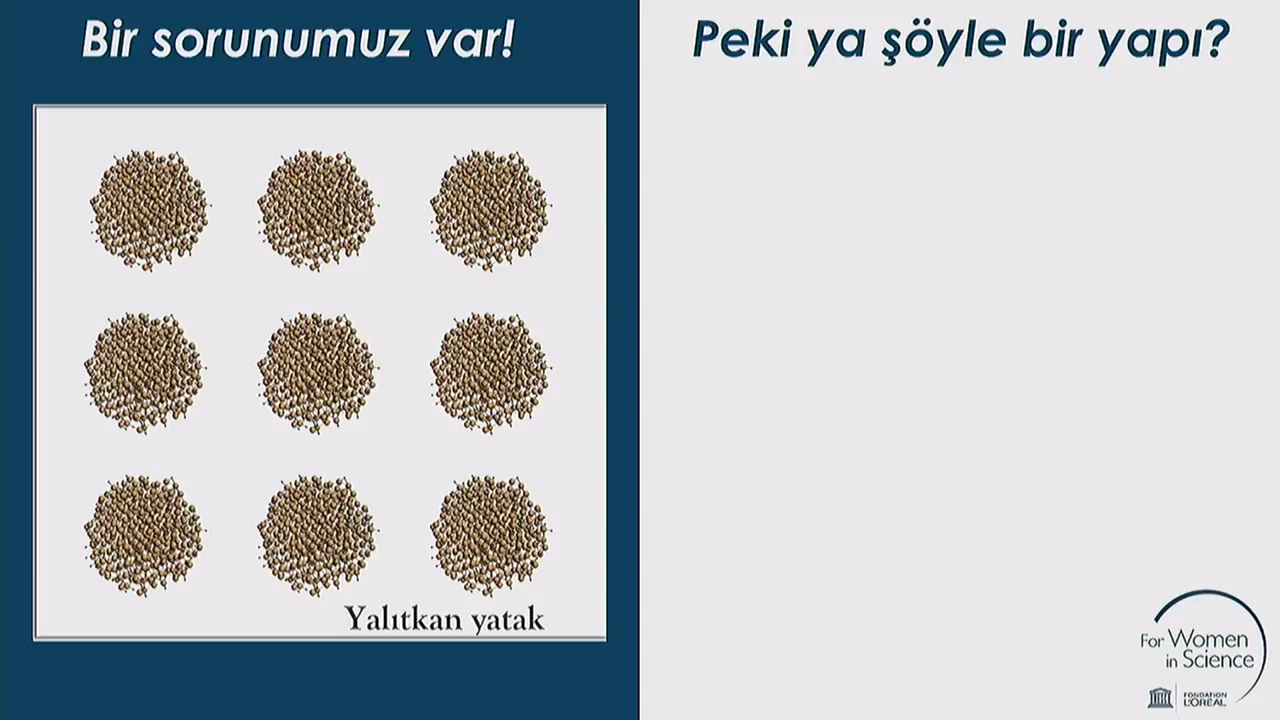 Bir sorunumuz var!
Yalıtkan yatak
Peki ya şöyle bir yapı?
For Women
in Science
FONDATION
L'ORÉAL